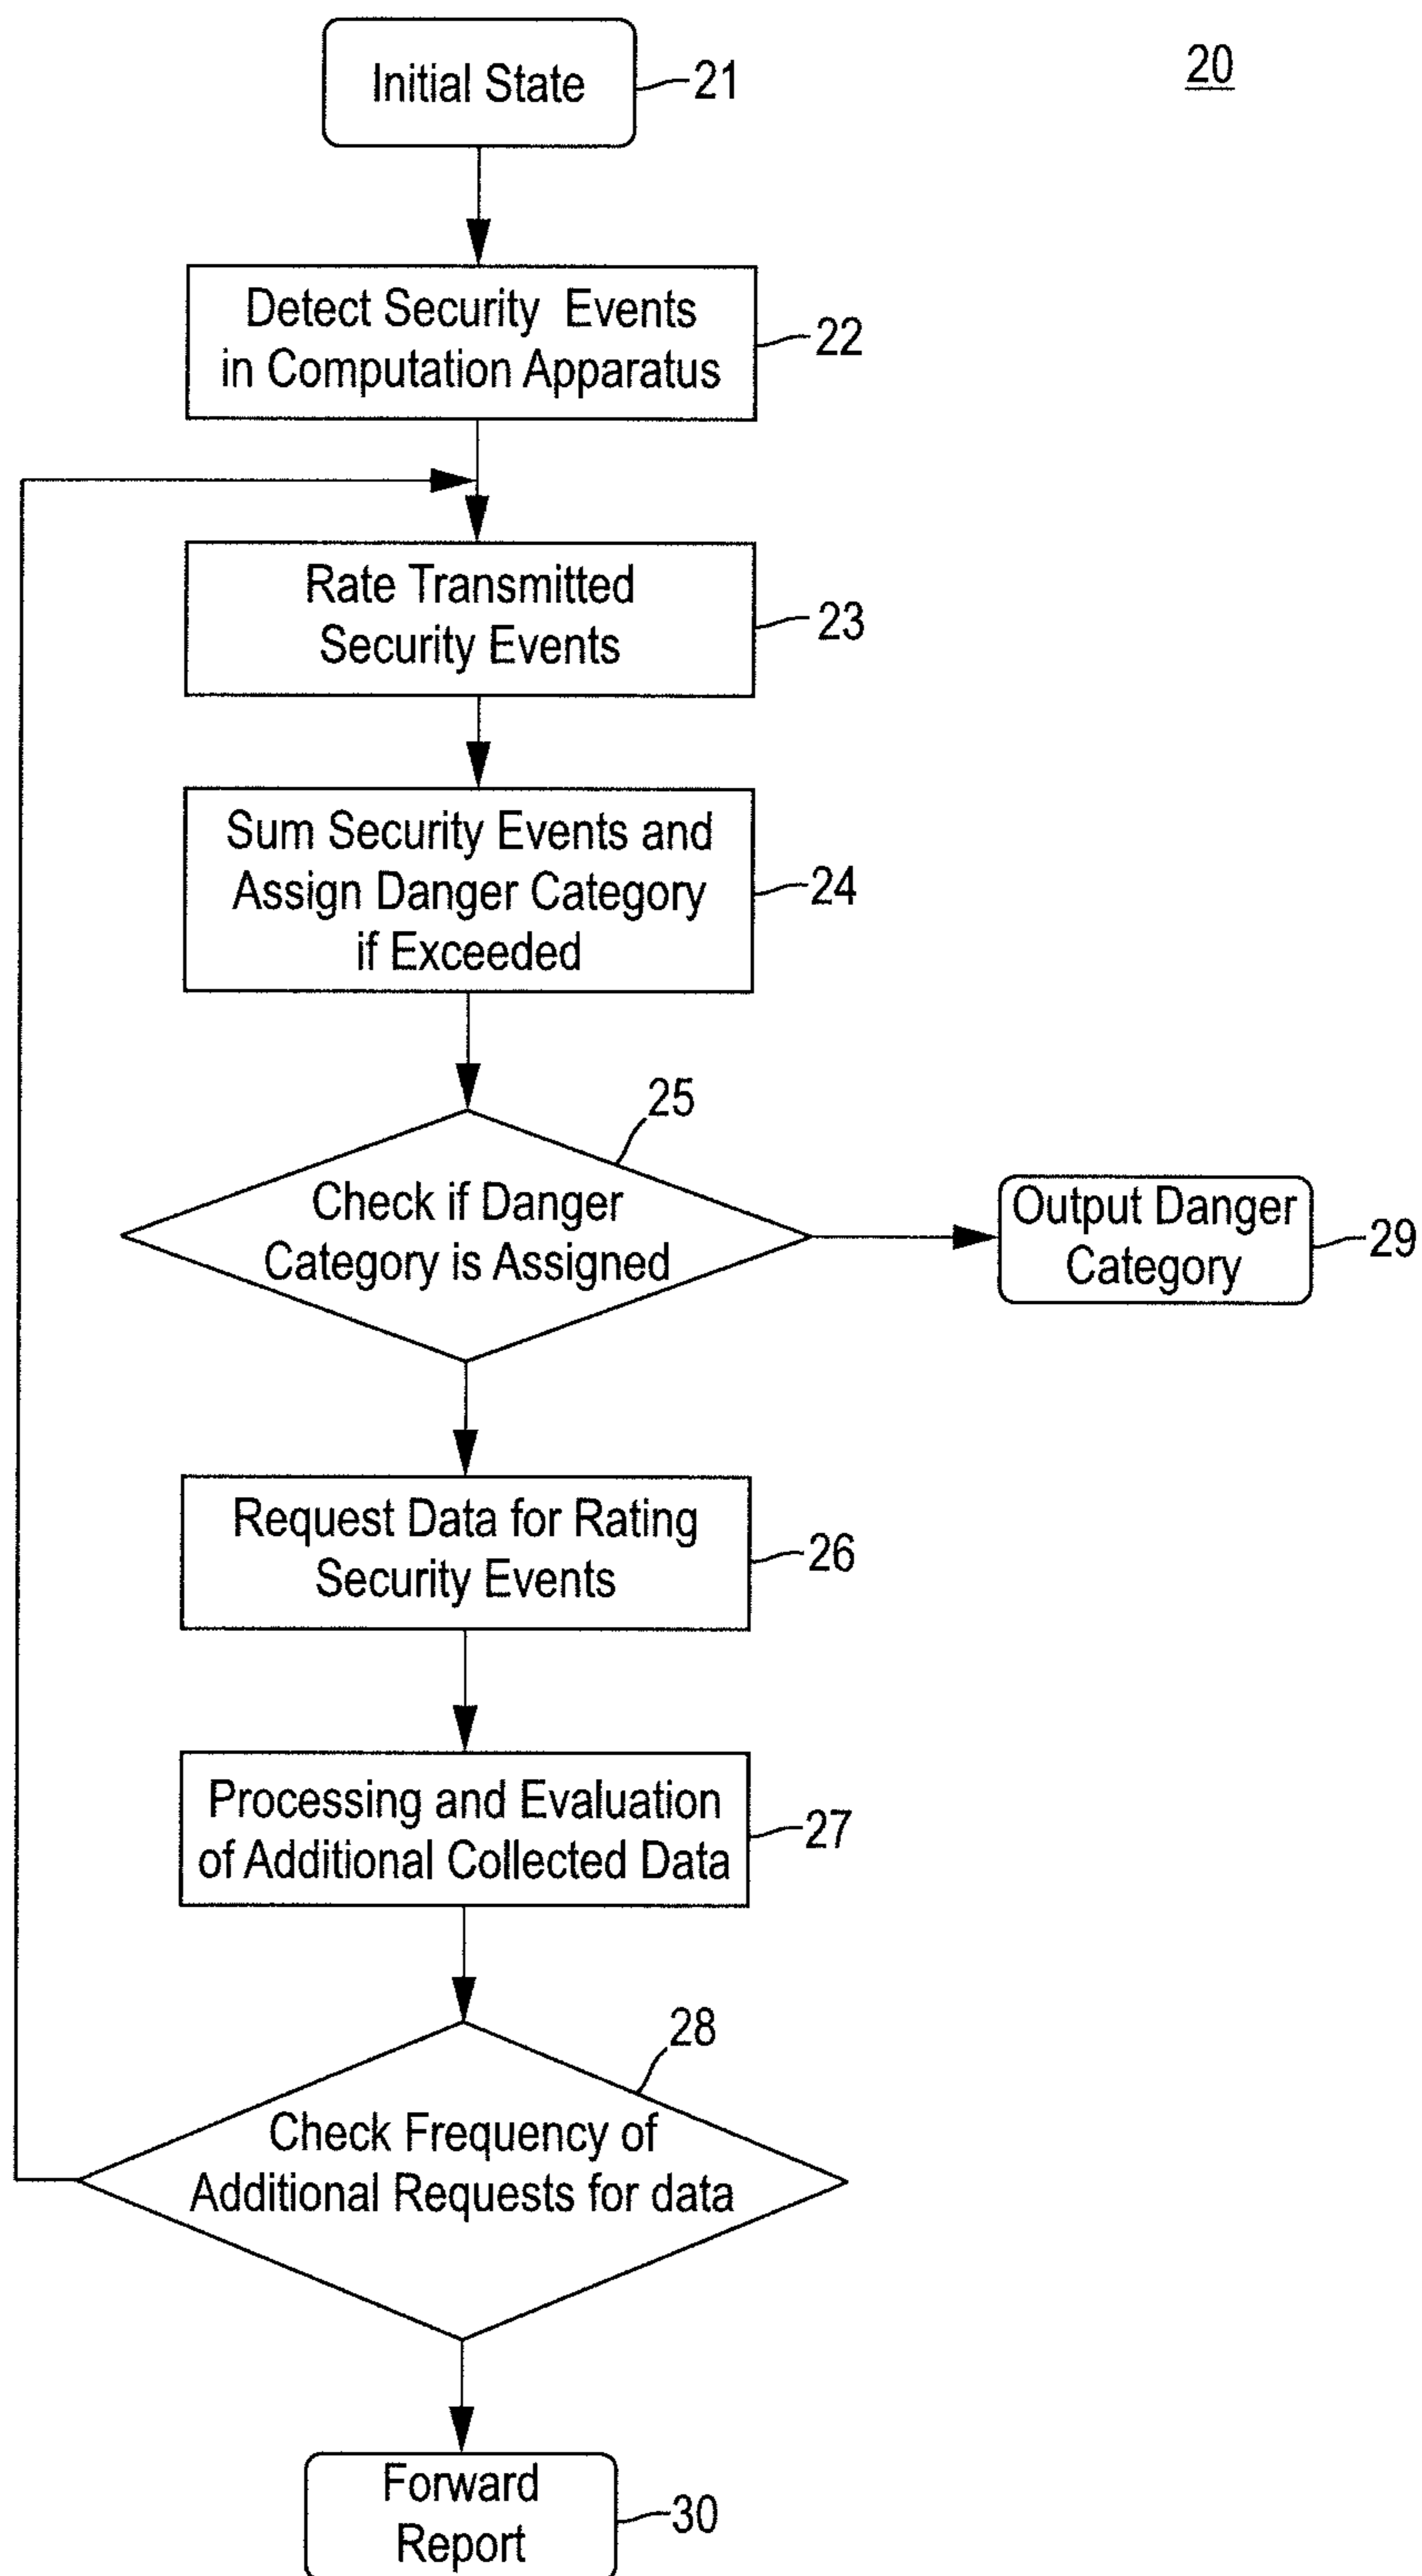 20
Initial State
21
Detect Security Events
in Computation Apparatus
22
Rate Transmitted
Security Events
23
Sum Security Events and
Assign Danger Category
if Exceeded
24
25
Check if Danger
Category is Assigned
Output Danger
Category
29
Request Data for Rating
Security Events
26
Processing and Evaluation
of Additional Collected Data
27
28
Check Frequency of
Additional Requests for data
Forward
Report
30